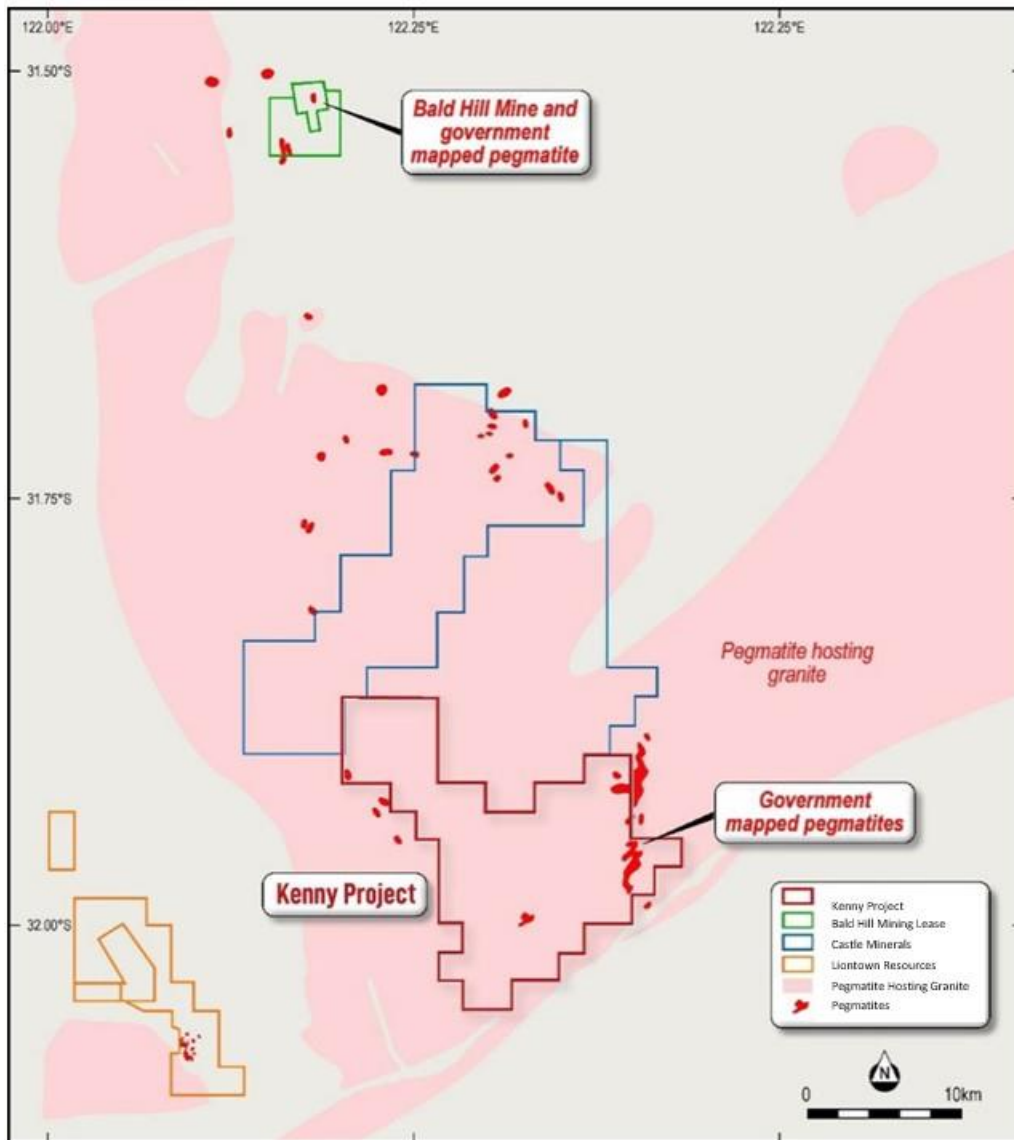 122.00°E 122.25°E 122.25°E
31.50°S
Bald Hill Mine and
government
mapped pegmatite
31.75°S
Pegmatite hosting
granite
Government
mapped pegmatites
Kenny Project
32.00°S
Kenny Project
Bald Hill Mining Lease
Castle Minerals
Liontown Resources
Pegmatite Hosting Granite
Pegmatites
N
0 10km